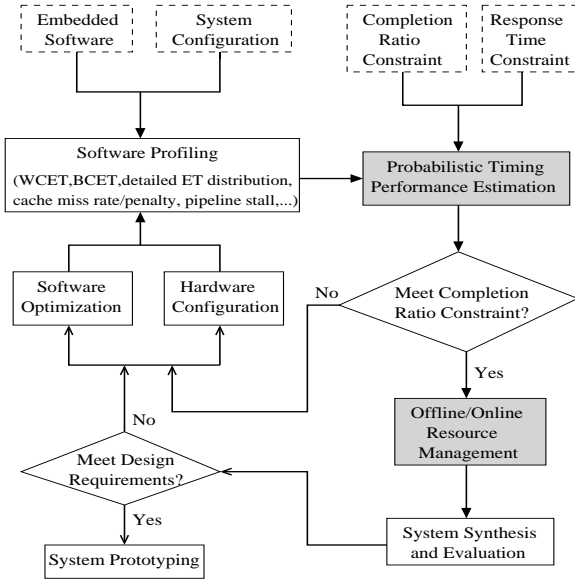 Embedded
Software
System
Configuration
Completion
Ratio
Constraint
Response
Time
Constraint
Software Profiling
(WCET,BCET,detailed ET distribution,
cache miss rate/penalty, pipeline stall,...)
Probabilistic Timing
Performance Estimation
Software
Optimization
Hardware
Configuration
No
Meet Completion
Ratio Constraint?
Yes
Offline/Online
Resource
Management
No
Meet Design
Requirements?
Yes
System Synthesis
and Evaluation
System Prototyping